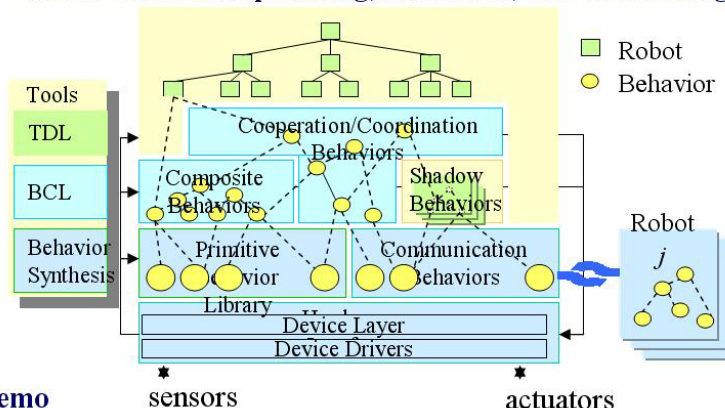 Robot
Behavior
Tools
TDL
BCL
Behavior
Synthesis
Cooperation/Coordination
Behaviors
Composite
Behaviors
Shadow
Behaviors
Primitive
Behavior
Library
Communication
Behaviors
Device Layer
Device Drivers
Robot
j
sensors
actuators